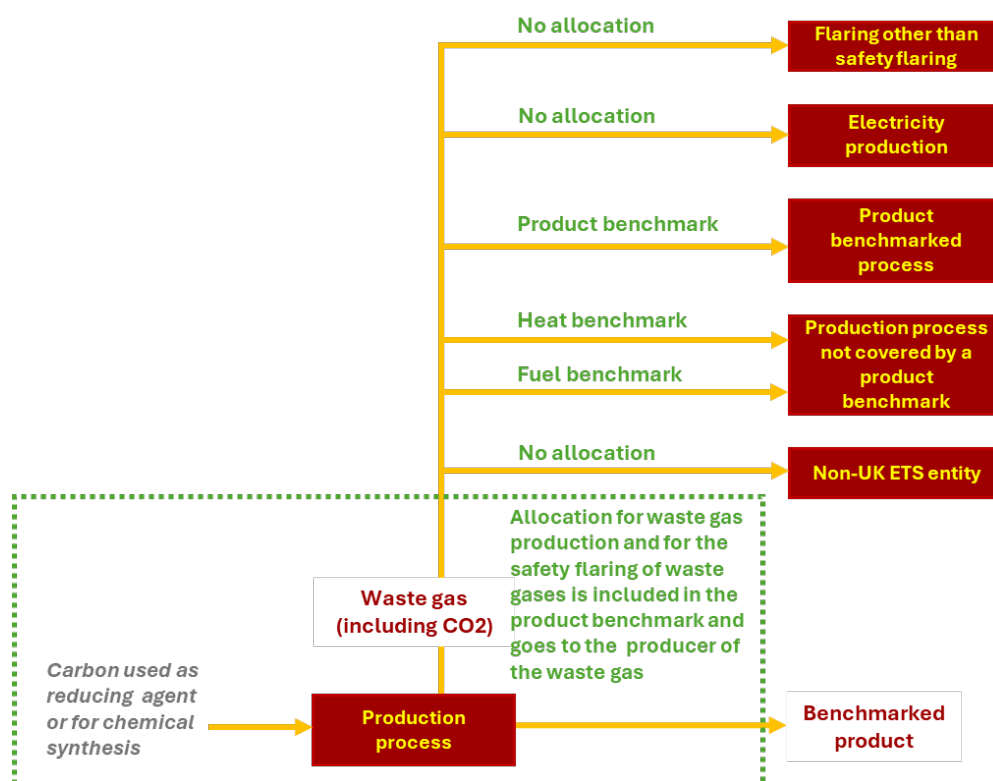 No allocation
Flaring other than
safety flaring
No allocation
Electricity
production
Product benchmark
Product
benchmarked
process
Heat benchmark
Fuel benchmark
Production process
not covered by a
product
benchmark
No allocation
Non-UK ETS entity
Allocation for waste gas
production and for the
safety flaring of waste
gases is included in the
product benchmark and
goes to the producer of
the waste gas
Waste gas
(including CO2)
Carbon used as
reducing agent
or for chemical
synthesis
Production
process
Benchmarked
product